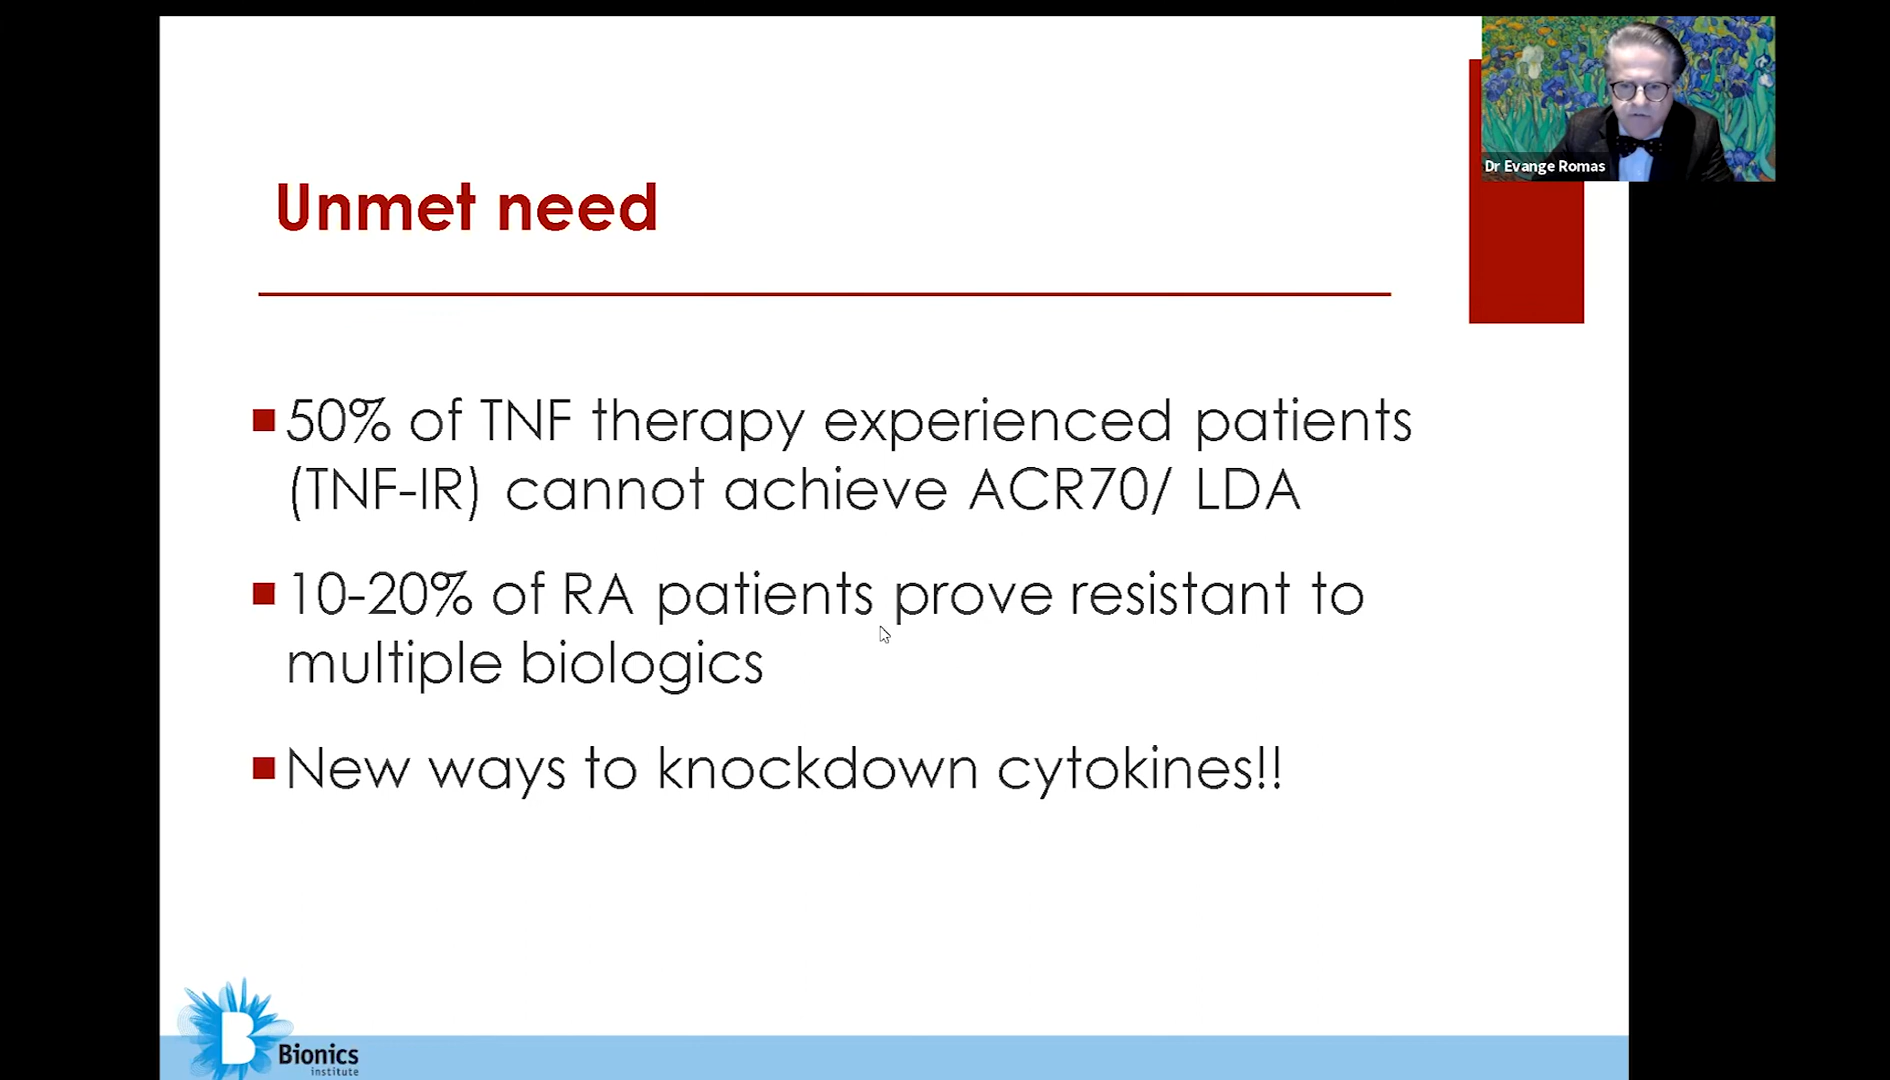 Dr Evange Romas
Unmet need
50% of TNF therapy experienced patients
(TNF-IR) cannot achieve ACR70/ LDA
10-20% of RA patients prove resistant to
multiple biologics
New ways to knockdown cytokines!!
B
Bionics
institute